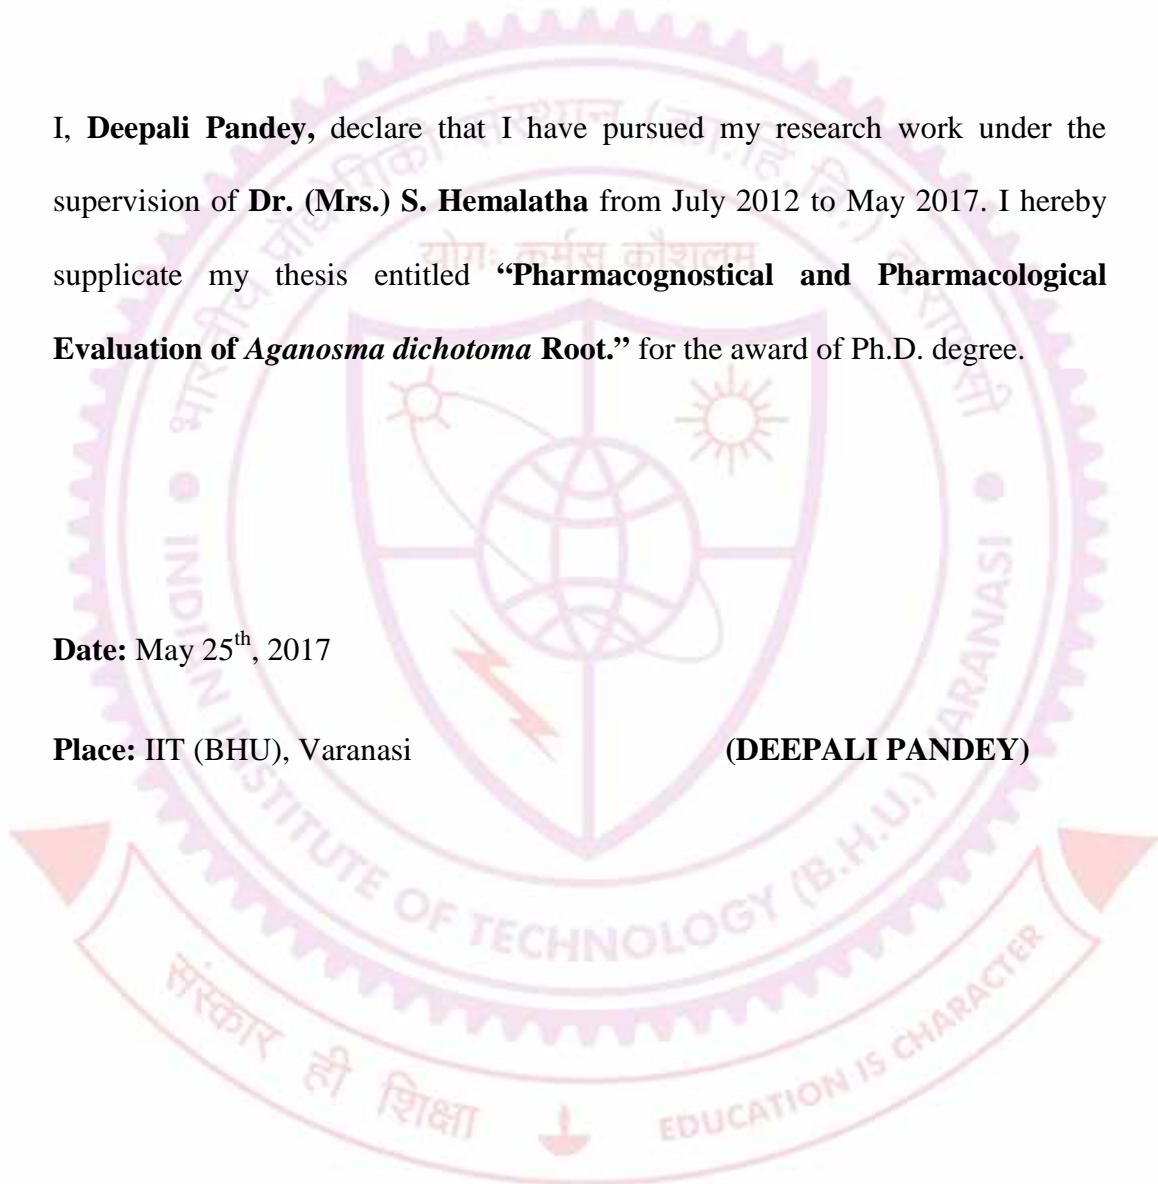 I, Deepali Pandey, declare that I have pursued my research work under the
supervision of Dr. (Mrs.) S. Hemalatha from July 2012 to May 2017. I hereby
supplicate my thesis entitled “Pharmacognostical and Pharmacological
Evaluation of Aganosma dichotoma Root.” for the award of Ph.D. degree.
Date: May 25th, 2017
Place: IIT (BHU), Varanasi (DEEPALI PANDEY)
भारतीय प्रौद्योगिकी संस्थान (का.हि.वि.) वाराणसी
योगः कर्मसु कौशलम
INDIAN INSTITUTE OF TECHNOLOGY (B.H.U.) VARANASI
संस्कार ही शिक्षा
EDUCATION IS CHARACTER